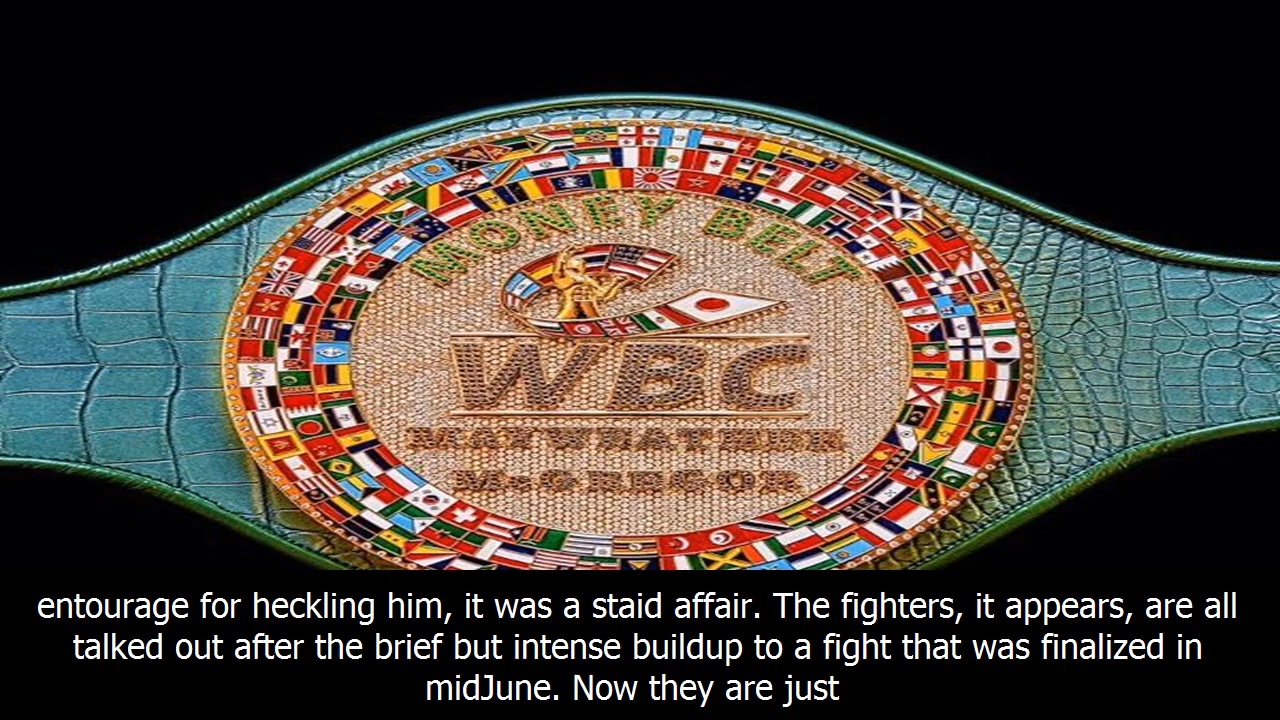 MONEY BELT
WBC
MAYWEATHER
McGREGOR
entourage for heckling him, it was a staid affair. The fighters, it appears, are all
talked out after the brief but intense buildup to a fight that was finalized in
midJune. Now they are just